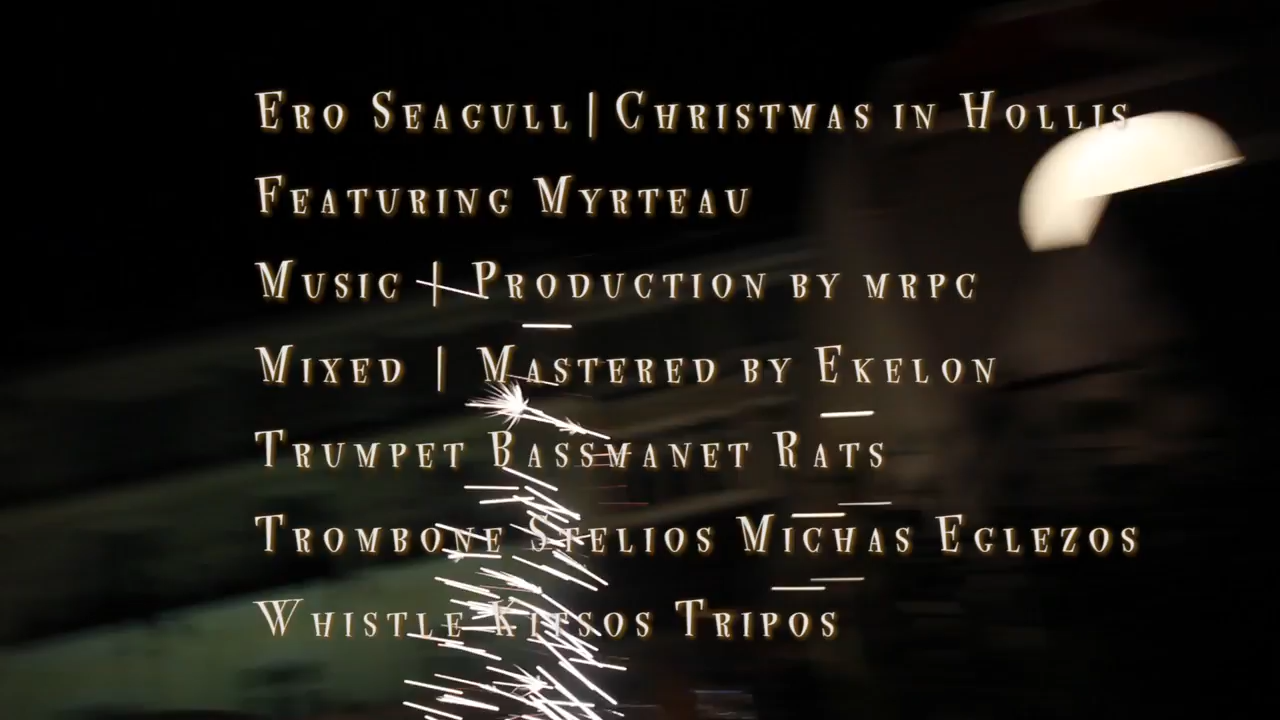 Ero Seagull | Christmas in Hollis
Featuring Myrteau
Music | Production by mrpc
Mixed | Mastered by Ekelon
Trumpet Bassmanet Rats
Trombone Stelios Michas Eglezos
Whistle Kitsos Tripos